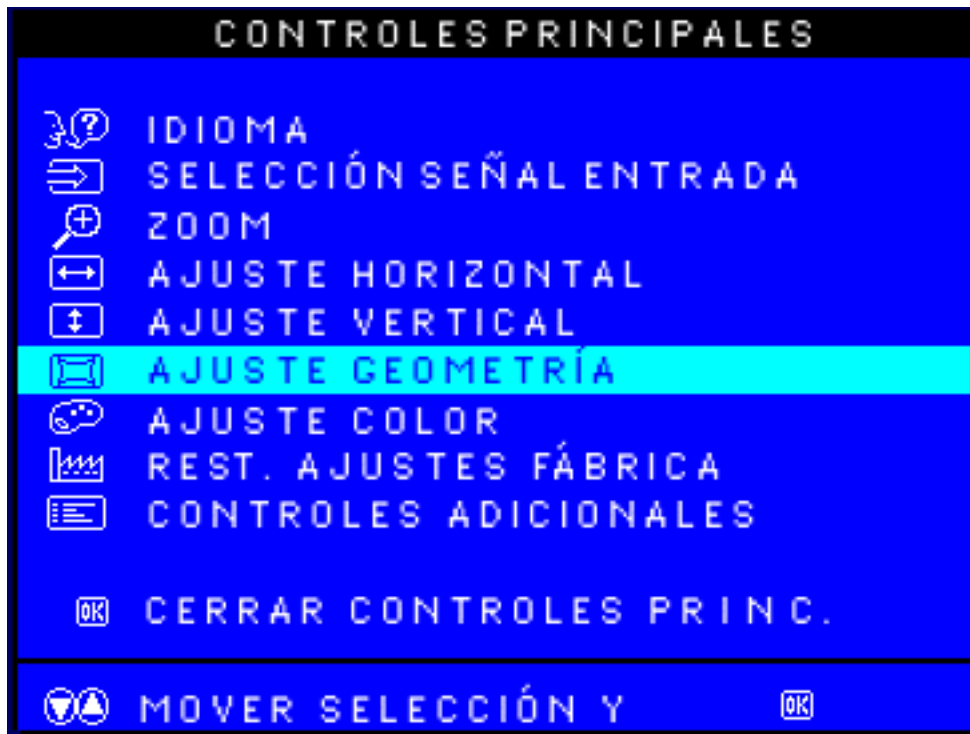 CONTROLES PRINCIPALES
IDIOMA
SELECCIÓN SEÑAL ENTRADA
ZOOM
AJUSTE HORIZONTAL
AJUSTE VERTICAL
AJUSTE GEOMETRÍA
AJUSTE COLOR
REST. AJUSTES FÁBRICA
CONTROLES ADICIONALES
OK CERRAR CONTROLES PRINC.
MOVER SELECCIÓN Y OK